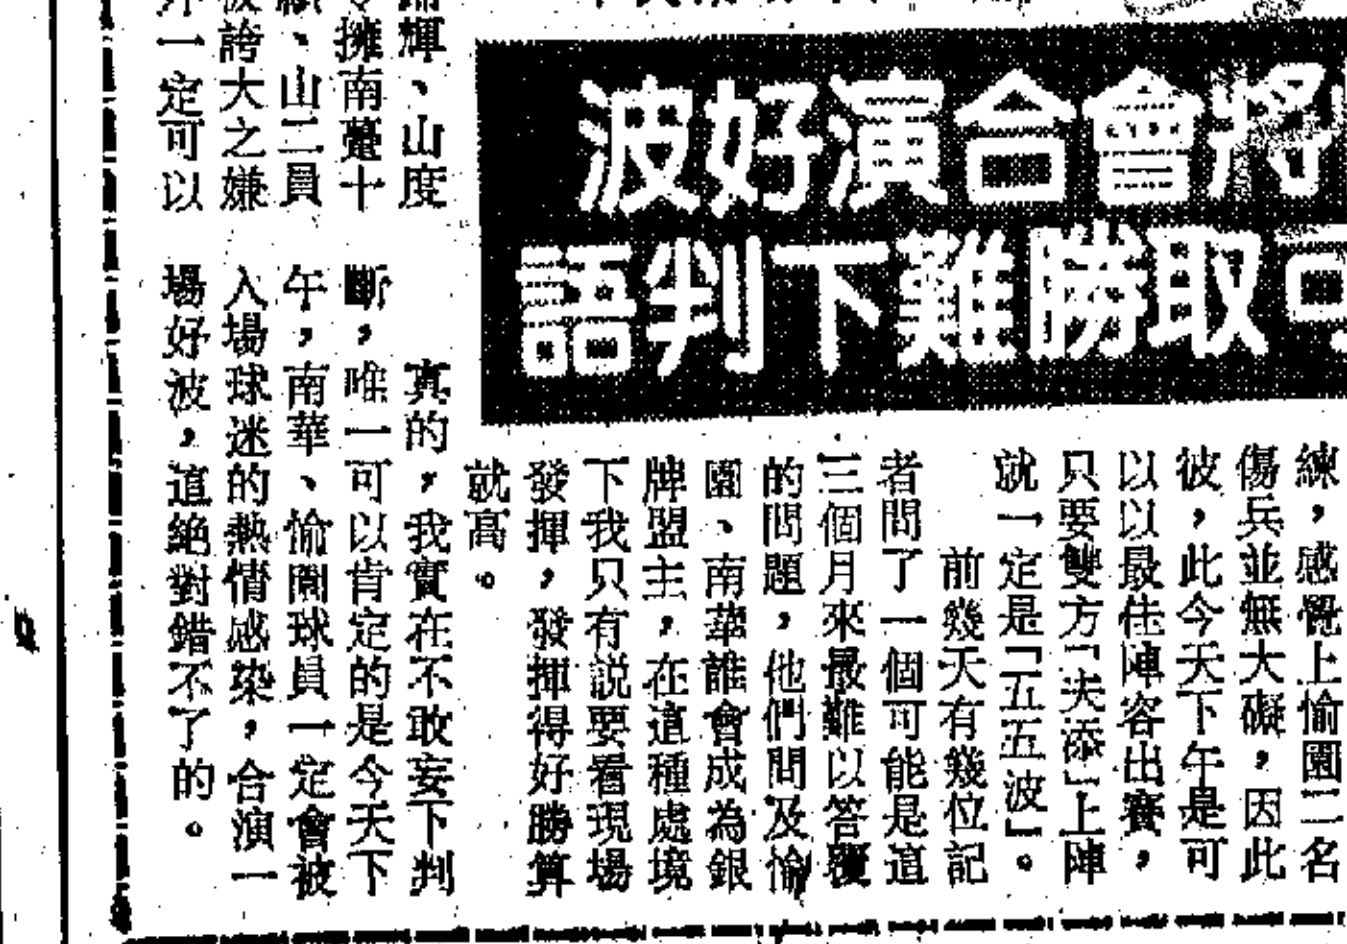 將會合演好波
可取勝難下判語
輝、山度
擁南躉十
、山二員
被誇大之嫌
外一定可以
練，感覺上愉園二名
傷兵並無大礙，因此
彼，此今天下午是可
以以最佳陣容出賽，
只要雙方「夫添」上陣
就一定是「五五波」。
前幾天有幾位記
者問了一個可能是這
三個月來最難以答覆
的問題，他們問及愉
園、南華誰會成為銀
牌盟主，在這種處境
下我只有説要看現場
發揮，發揮得好勝算
就高。
真的，我實在不敢妄下判
斷，唯一可以肯定的是今天下
午，南華、愉園球員一定會被
入場球迷的熱情感染，合演一
場好波，這絕對錯不了的。